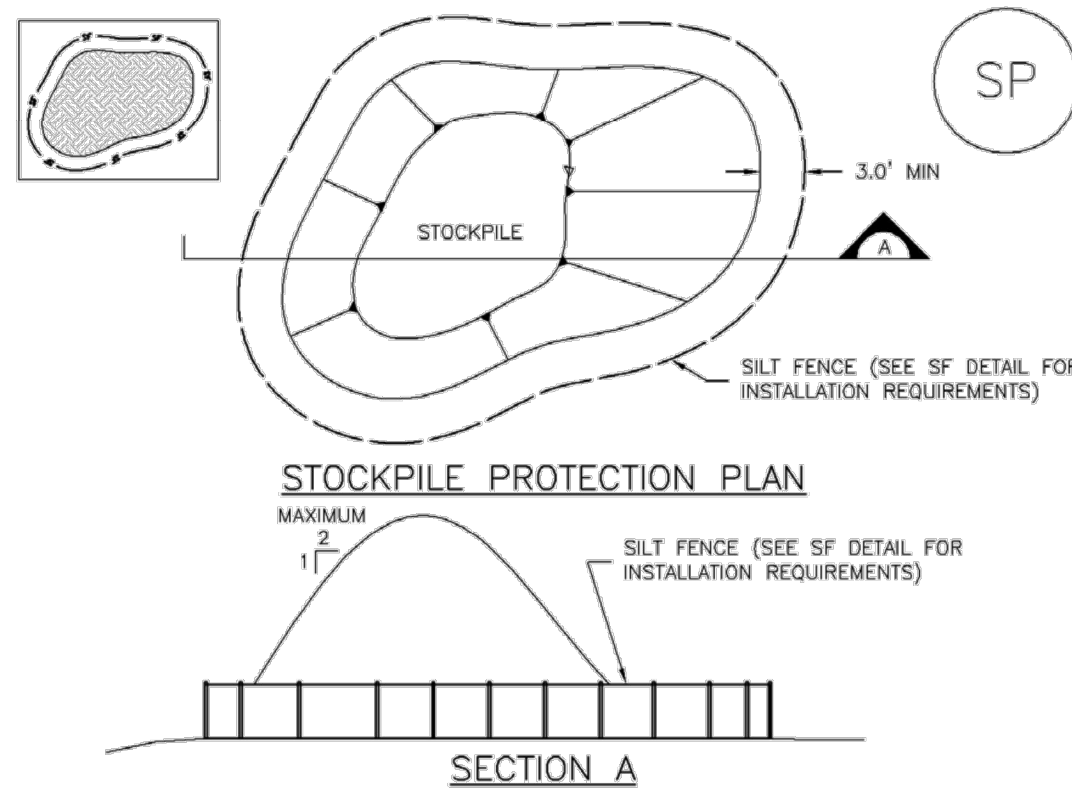 SP
3.0' MIN
STOCKPILE
A
SILT FENCE (SEE SF DETAIL FOR
INSTALLATION REQUIREMENTS)
STOCKPILE PROTECTION PLAN
MAXIMUM
2
1
SILT FENCE (SEE SF DETAIL FOR
INSTALLATION REQUIREMENTS)
SECTION A